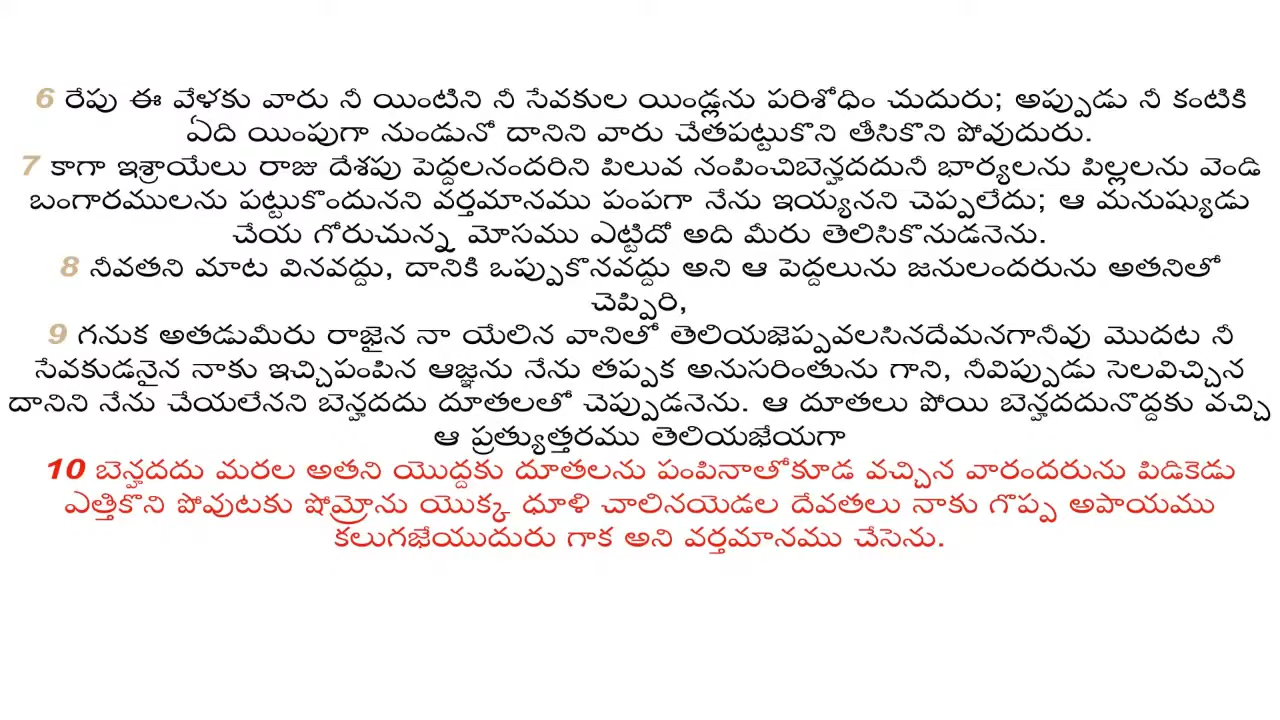 6 రేపు ఈ వేళకు వారు నీ యింటిని నీ సేవకుల యిండ్లను పరిశోధిం చుదురు; అప్పుడు నీ కంటికి
ఏది యింపుగా నుండునో దానిని వారు చేతపట్టుకొని తీసికొని పోవుదురు.
7 కాగా ఇశ్రాయేలు రాజు దేశపు పెద్దలనందరిని పిలువ నంపించిబెన్హదదునీ భార్యలను పిల్లలను వెండి
బంగారములను పట్టుకొందునని వర్తమానము పంపగా నేను ఇయ్యనని చెప్పలేదు; ఆ మనుష్యుడు
చేయ గోరుచున్న మోసము ఎట్టిదో అది మీరు తెలిసికొనుడనెను.
8 నీవతని మాట వినవద్దు, దానికి ఒప్పుకొనవద్దు అని ఆ పెద్దలును జనులందరును అతనితో
చెప్పిరి,
9 గనుక అతడుమీరు రాజైన నా యేలిన వానితో తెలియజెప్పవలసినదేమనగానీవు మొదట నీ
సేవకుడనైన నాకు ఇచ్చిపంపిన ఆజ్ఞను నేను తప్పక అనుసరింతును గాని, నీవిప్పుడు సెలవిచ్చిన
దానిని నేను చేయలేనని బెన్హదదు దూతలతో చెప్పుడనెను. ఆ దూతలు పోయి బెన్హదదునొద్దకు వచ్చి
ఆ ప్రత్యుత్తరము తెలియజేయగా
10 బెన్హదదు మరల అతని యొద్దకు దూతలను పంపినాతోకూడ వచ్చిన వారందరును పిడికెడు
ఎత్తికొని పోవుటకు షోమ్రోను యొక్క ధూళి చాలినయెడల దేవతలు నాకు గొప్ప అపాయము
కలుగజేయుదురు గాక అని వర్తమానము చేసెను.